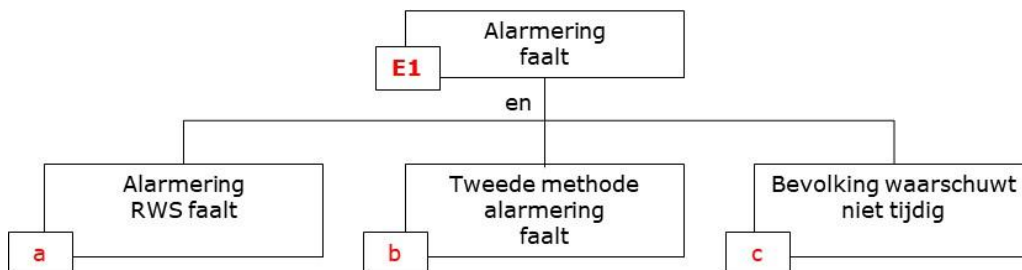 Alarmering
faalt
E1
en
Alarmering
RWS faalt
a
Tweede methode
alarmering
faalt
b
Bevolking waarschuwt
niet tijdig
c